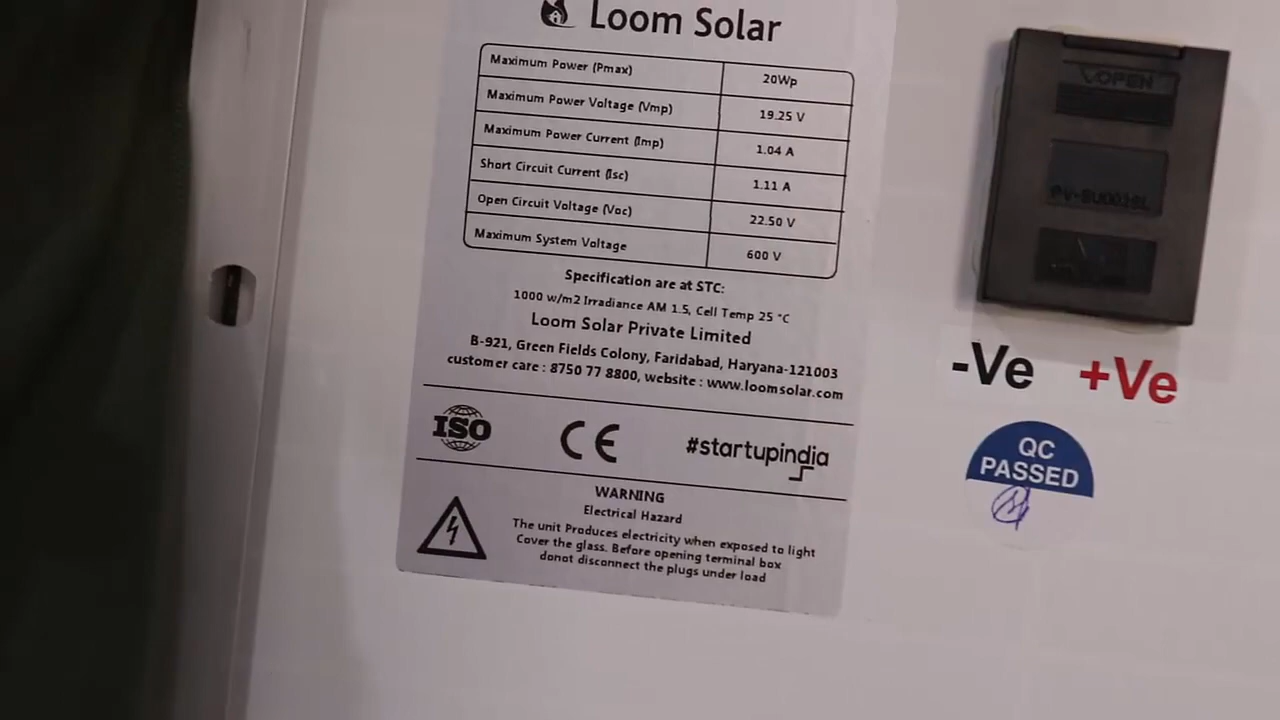 Loom Solar
Maximum Power (Pmax) 20Wp
Maximum Power Voltage (Vmp) 19.25 V
Maximum Power Current (Imp) 1.04 A
Short Circuit Current (Isc) 1.11 A
Open Circuit Voltage (Voc) 22.50 V
Maximum System Voltage 600 V
Specification are at STC:
1000 w/m2 Irradiance AM 1.5, Cell Temp 25 °C
Loom Solar Private Limited
B-921, Green Fields Colony, Faridabad, Haryana-121003
customer care : 8750 77 8800, website : www.loomsolar.com
ISO CE #startupindia
WARNING
Electrical Hazard
The unit Produces electricity when exposed to light
Cover the glass. Before opening terminal box
donot disconnect the plugs under load
VOPEN
-Ve +Ve
QC
PASSED